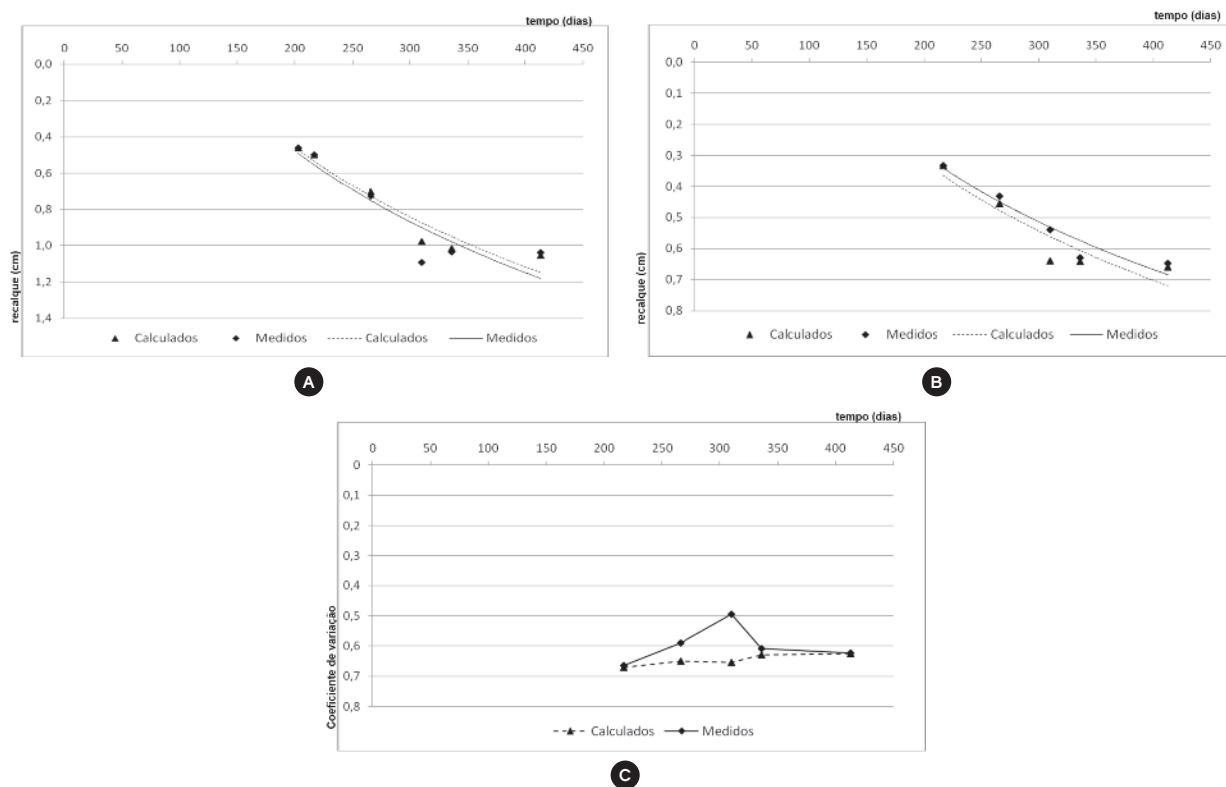 tempo (dias)
0 50 100 150 200 250 300 350 400 450
0,0
0,2
0,4
0,6
0,8
1,0
1,2
1,4
recalque (cm)
Calculados Medidos Calculados Medidos
A
tempo (dias)
0 50 100 150 200 250 300 350 400 450
0,0
0,1
0,2
0,3
0,4
0,5
0,6
0,7
0,8
recalque (cm)
Calculados Medidos Calculados Medidos
B
tempo (dias)
0 50 100 150 200 250 300 350 400 450
0
0,1
0,2
0,3
0,4
0,5
0,6
0,7
0,8
Coeficiente de variação
Calculados Medidos
C